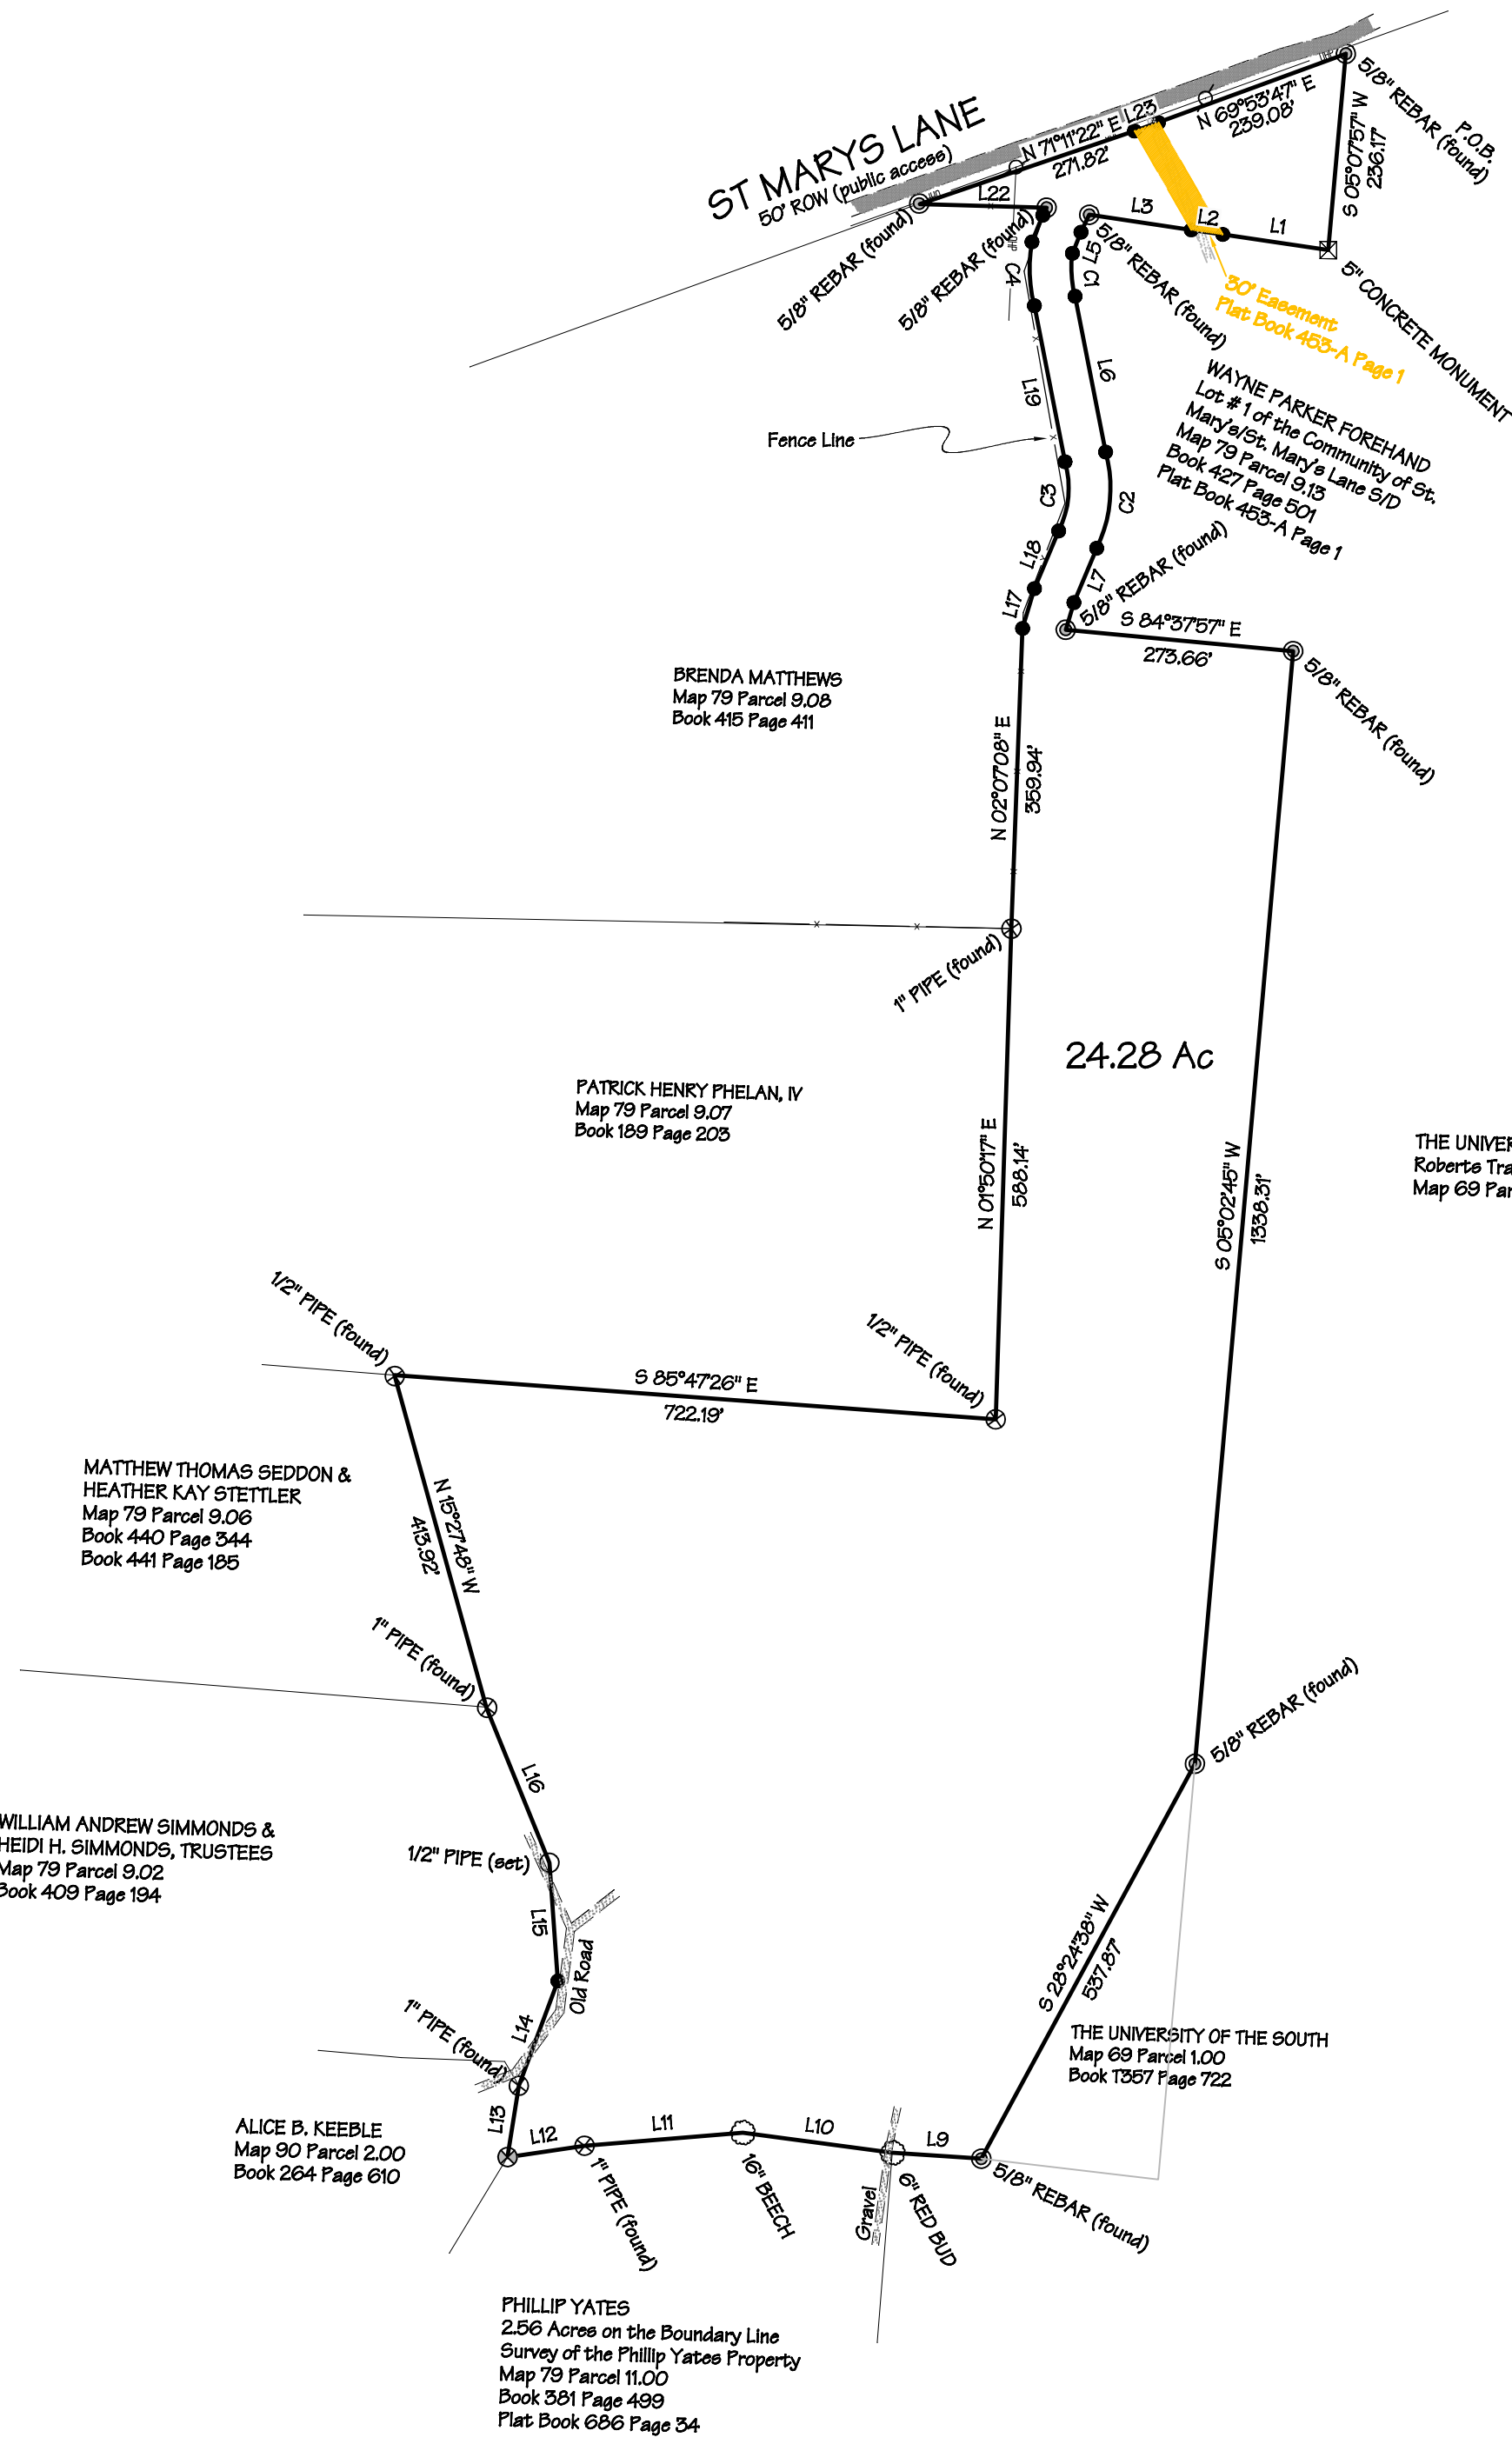 ST MARYS LANE
50' ROW (public access)
N 71°11'22" E
271.82'
L23
N 69°53'47" E
239.08'
OHP
5/8" REBAR (found)
P.O.B.
S 05°07'57" W
236.17'
L22
5/8" REBAR (found)
5/8" REBAR (found)
OHP
L3
L2
L1
5/8" REBAR (found)
5" CONCRETE MONUMENT
30' Easement
Plat Book 453-A Page 1
L5
C1
C4
L19
L6
Fence Line
WAYNE PARKER FOREHAND
Lot # 1 of the Community of St.
Mary's/St. Mary's Lane S/D
Map 79 Parcel 9.13
Book 427 Page 501
Plat Book 453-A Page 1
C3
C2
L18
L17
L7
5/8" REBAR (found)
S 84°37'57" E
273.66'
5/8" REBAR (found)
BRENDA MATTHEWS
Map 79 Parcel 9.08
Book 415 Page 411
N 02°07'08" E
359.94'
1" PIPE (found)
24.28 Ac
PATRICK HENRY PHELAN, IV
Map 79 Parcel 9.07
Book 189 Page 203
N 01°50'17" E
588.14'
S 05°02'45" W
1338.31'
THE UNIVER
Roberts Tra
Map 69 Par
1/2" PIPE (found)
1/2" PIPE (found)
S 85°47'26" E
722.19'
MATTHEW THOMAS SEDDON &
HEATHER KAY STETTLER
Map 79 Parcel 9.06
Book 440 Page 344
Book 441 Page 185
N 15°27'48" W
413.92'
1" PIPE (found)
5/8" REBAR (found)
L16
WILLIAM ANDREW SIMMONDS &
HEIDI H. SIMMONDS, TRUSTEES
Map 79 Parcel 9.02
Book 409 Page 194
1/2" PIPE (set)
L15
Old Road
S 28°24'38" W
537.87'
1" PIPE (found)
L14
THE UNIVERSITY OF THE SOUTH
Map 69 Parcel 1.00
Book T357 Page 722
L13
L12
L11
L10
L9
ALICE B. KEEBLE
Map 90 Parcel 2.00
Book 264 Page 610
1" PIPE (found)
16" BEECH
Gravel
6" RED BUD
5/8" REBAR (found)
PHILLIP YATES
2.56 Acres on the Boundary Line
Survey of the Phillip Yates Property
Map 79 Parcel 11.00
Book 381 Page 499
Plat Book 686 Page 34